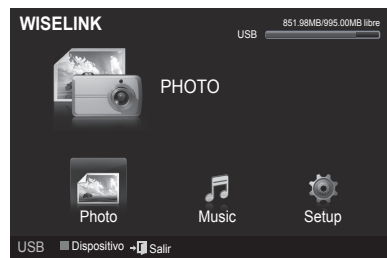 WISELINK
851.98MB/995.00MB libre
USB
PHOTO
Photo Music Setup
USB Dispositivo Salir